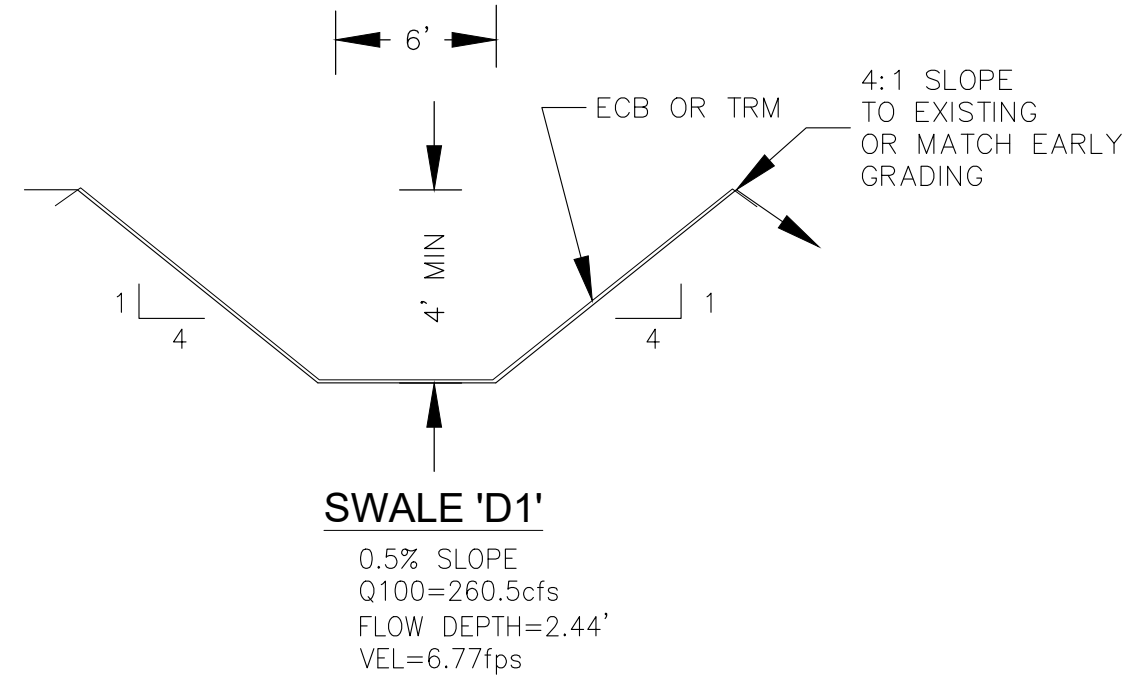 6'
ECB OR TRM
4:1 SLOPE
TO EXISTING
OR MATCH EARLY
GRADING
4' MIN
1
4
1
4
SWALE 'D1'
0.5% SLOPE
Q100=260.5cfs
FLOW DEPTH=2.44'
VEL=6.77fps